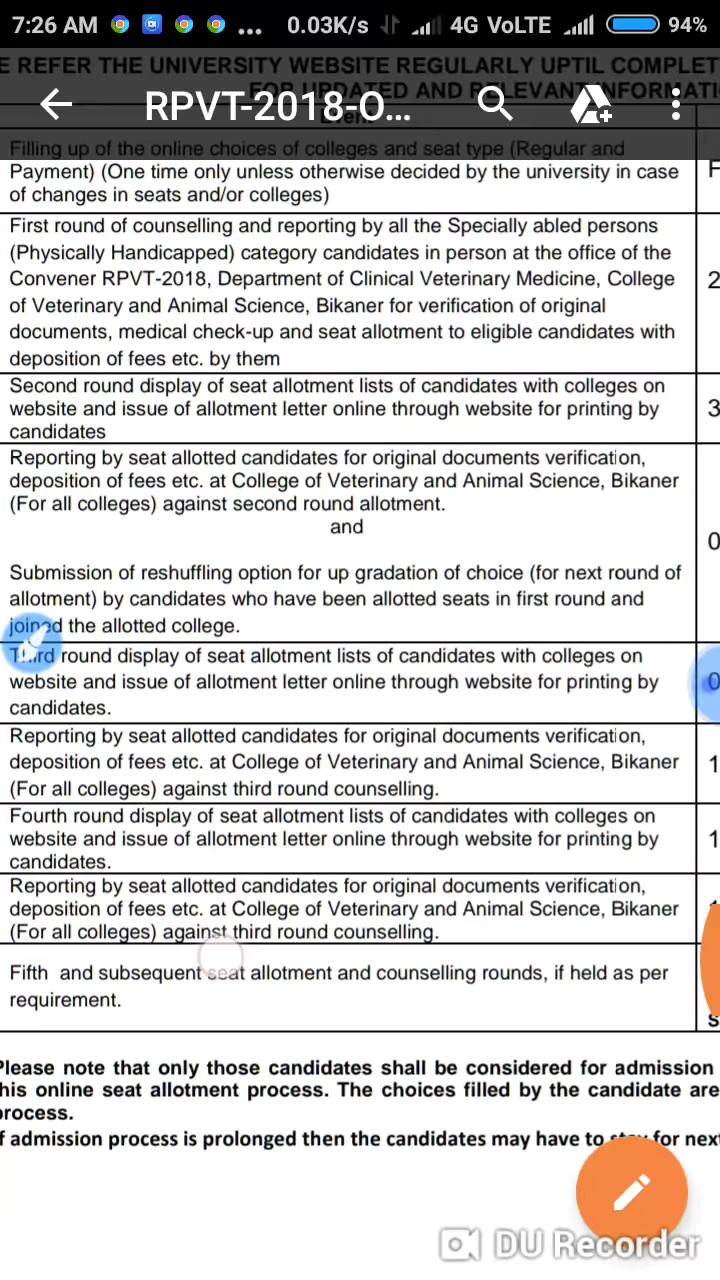 7:26 AM ... 0.03K/s 4G VoLTE 94%
E REFER THE UNIVERSITY WEBSITE REGULARLY UPTIL COMPLET
FOR UPDATED AND RELEVANT INFORMATI
RPVT-2018-O...
Event
Filling up of the online choices of colleges and seat type (Regular and
Payment) (One time only unless otherwise decided by the university in case
of changes in seats and/or colleges)
F
First round of counselling and reporting by all the Specially abled persons
(Physically Handicapped) category candidates in person at the office of the
Convener RPVT-2018, Department of Clinical Veterinary Medicine, College
2
of Veterinary and Animal Science, Bikaner for verification of original
documents, medical check-up and seat allotment to eligible candidates with
deposition of fees etc. by them
Second round display of seat allotment lists of candidates with colleges on
website and issue of allotment letter online through website for printing by
3
candidates
Reporting by seat allotted candidates for original documents verification,
deposition of fees etc. at College of Veterinary and Animal Science, Bikaner
(For all colleges) against second round allotment.
and
0
Submission of reshuffling option for up gradation of choice (for next round of
allotment) by candidates who have been allotted seats in first round and
joined the allotted college.
Third round display of seat allotment lists of candidates with colleges on
website and issue of allotment letter online through website for printing by
0
candidates.
Reporting by seat allotted candidates for original documents verification,
deposition of fees etc. at College of Veterinary and Animal Science, Bikaner
1
(For all colleges) against third round counselling.
Fourth round display of seat allotment lists of candidates with colleges on
website and issue of allotment letter online through website for printing by
1
candidates.
Reporting by seat allotted candidates for original documents verification,
deposition of fees etc. at College of Veterinary and Animal Science, Bikaner
(For all colleges) against third round counselling.
Fifth and subsequent seat allotment and counselling rounds, if held as per
requirement.
s
Please note that only those candidates shall be considered for admission
his online seat allotment process. The choices filled by the candidate are
process.
f admission process is prolonged then the candidates may have to stay for next
DU Recorder